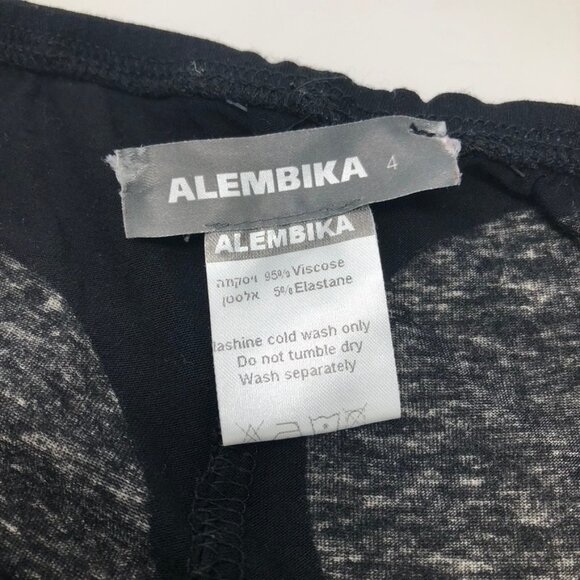 ALEMBIKA 4
ALEMBIKA
ויסקוזה 95% Viscose
אלסטן 5% Elastane
lashine cold wash only
Do not tumble dry
Wash separately